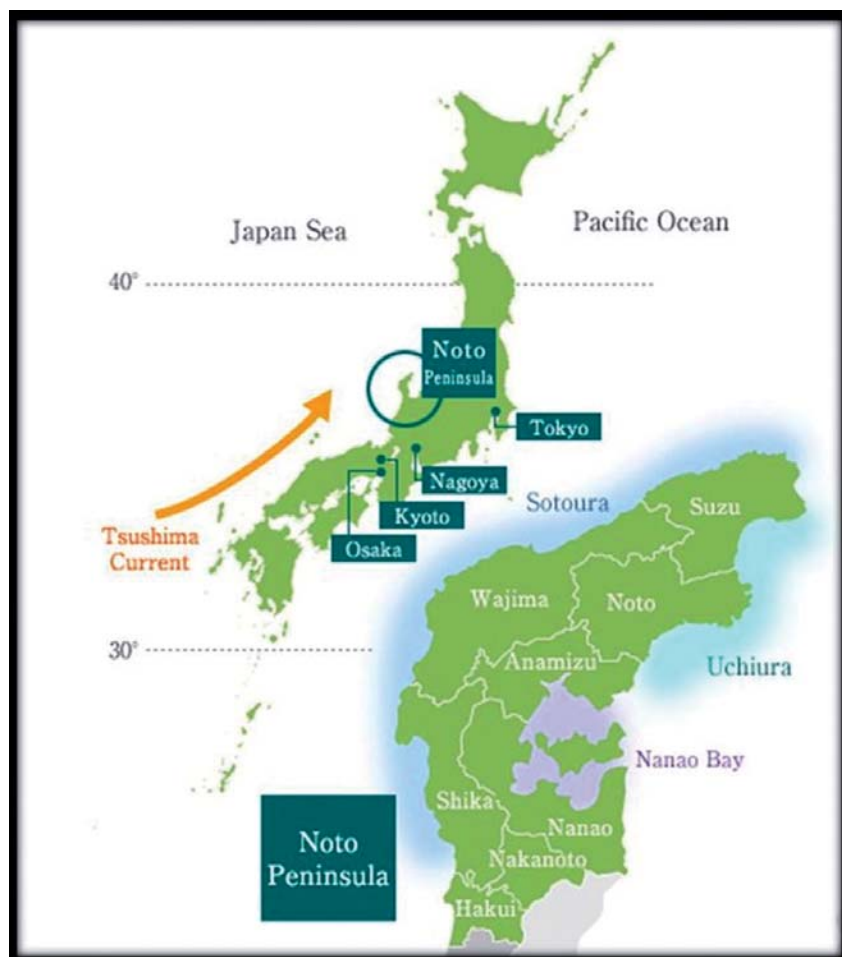 Japan Sea
Pacific Ocean
40°
Noto
Peninsula
Tokyo
Nagoya
Kyoto
Osaka
Tsushima
Current
30°
Sotoura
Suzu
Wajima
Noto
Anamizu
Uchiura
Nanao Bay
Shika
Nanao
Nakanoto
Hakui
Noto
Peninsula